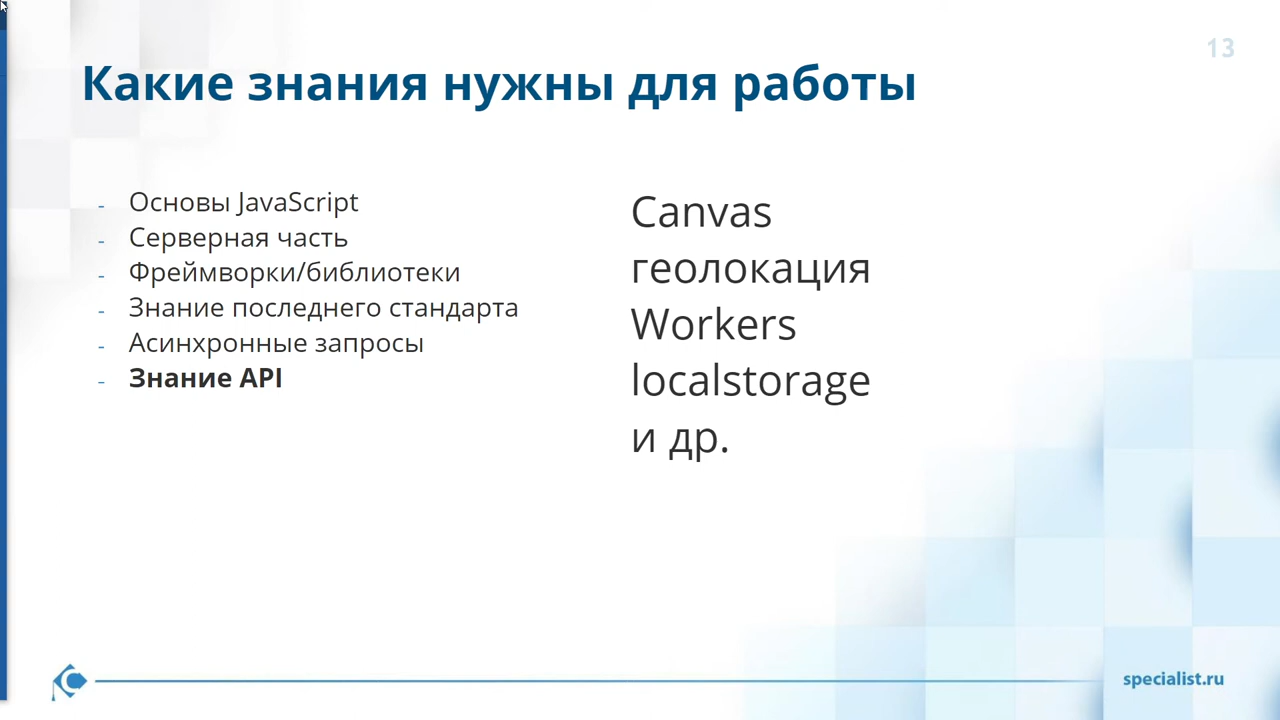 13
Какие знания нужны для работы
- Основы JavaScript
- Серверная часть
- Фреймворки/библиотеки
- Знание последнего стандарта
- Асинхронные запросы
- Знание API
Canvas
геолокация
Workers
localstorage
и др.
specialist.ru